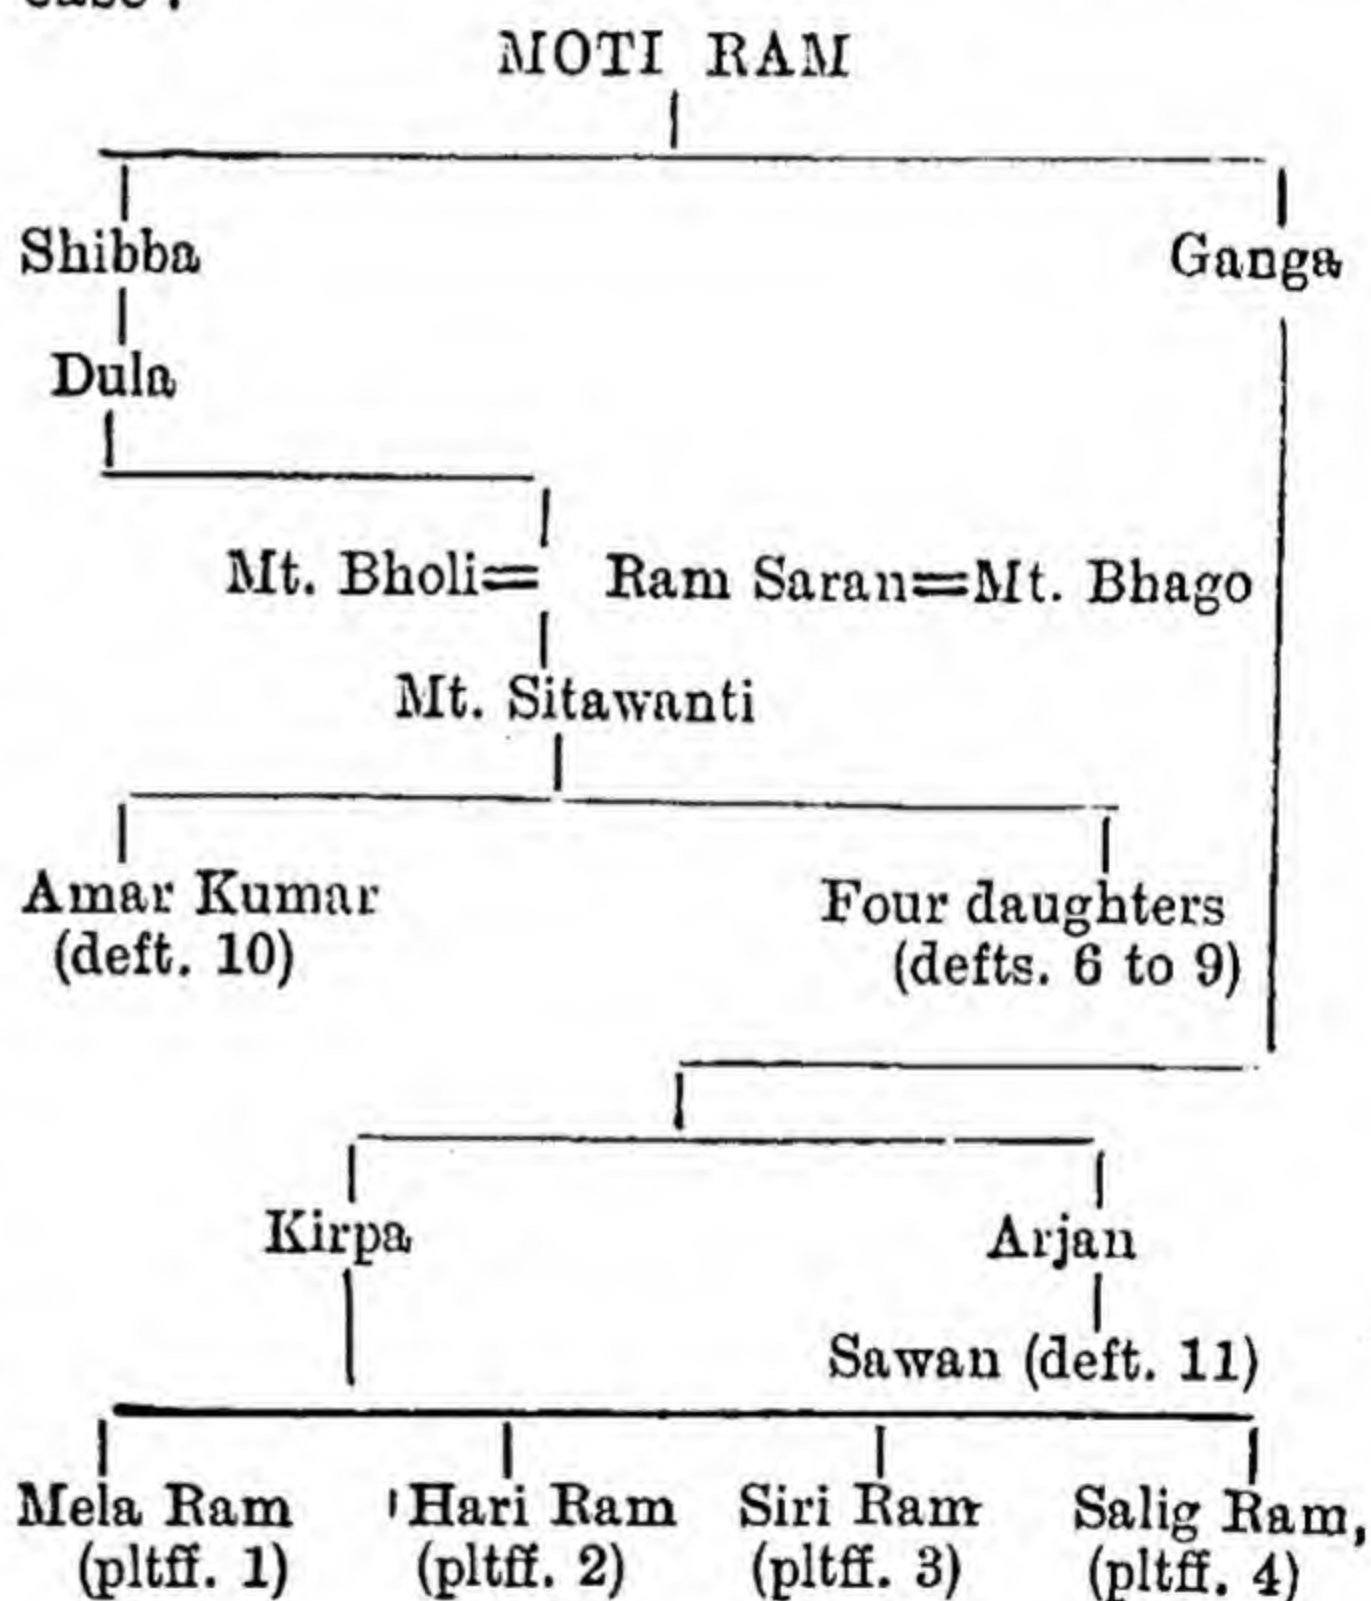 case :
MOTI RAM
Shibba Ganga
Dula
Mt. Bholi= Ram Saran=Mt. Bhago
Mt. Sitawanti
Amar Kumar Four daughters
(deft. 10) (defts. 6 to 9)
Kirpa Arjan
Sawan (deft. 11)
Mela Ram Hari Ram Siri Ram Salig Ram,
(pltff. 1) (pltff. 2) (pltff. 3) (pltff. 4)